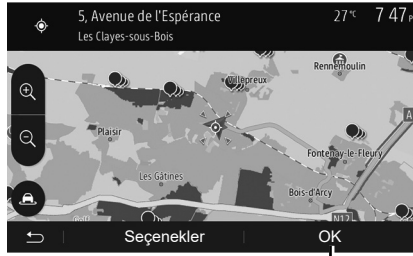 5, Avenue de l'Espérance
27 °C
7 47
Les Clayes-sous-Bois
Rennemoulin
Villepreux
Plaisir
Fontenay-le-Fleury
Les Gâtines
Bois-d'Arcy
N12
Seçenekler
OK